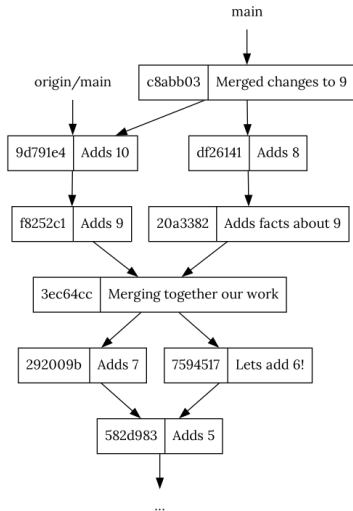 main
origin/main
c8abb03 Merged changes to 9
9d791e4 Adds 10
df26141 Adds 8
f8252c1 Adds 9
20a3382 Adds facts about 9
3ec64cc Merging together our work
292009b Adds 7
7594517 Lets add 6!
582d983 Adds 5
...